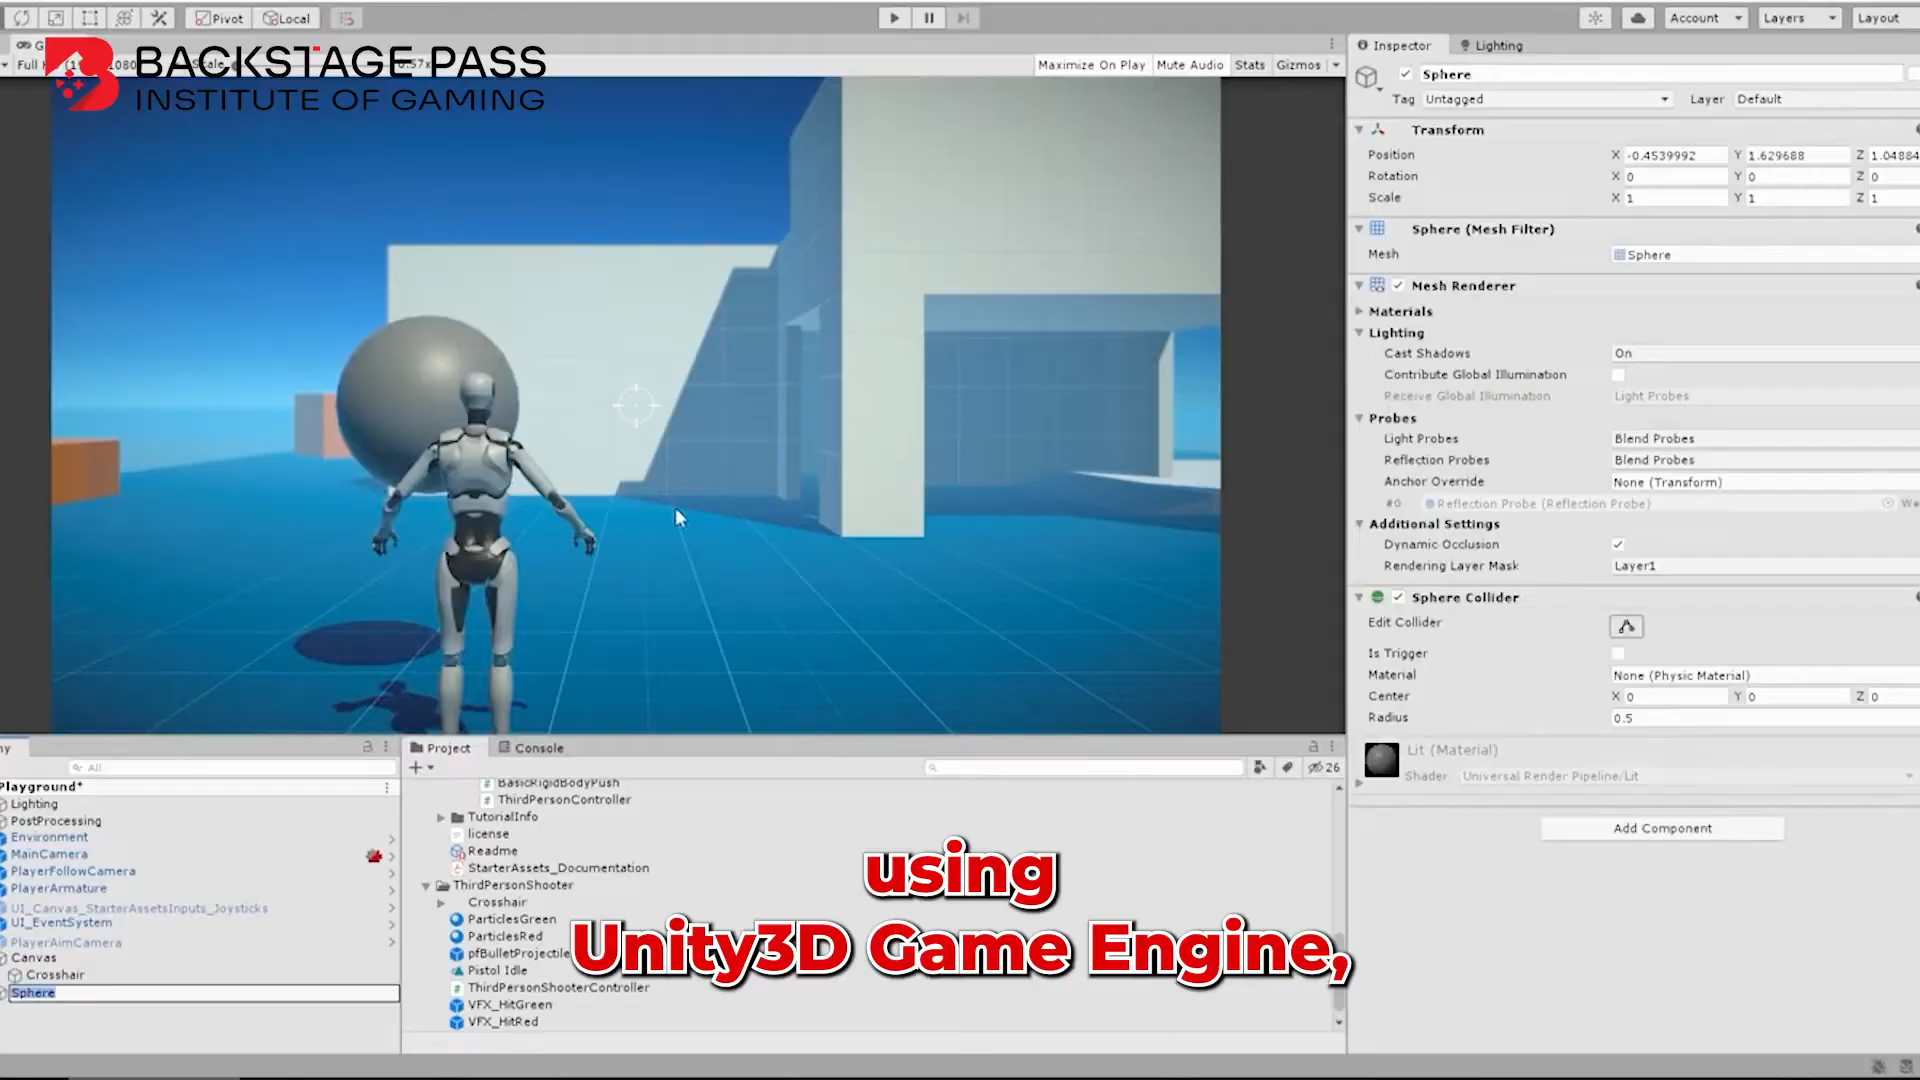 Pivot
Local
Account
Layers
Layout
BACKSTAGE PASS
INSTITUTE OF GAMING
Maximize On Play
Mute Audio
Stats
Gizmos
Inspector
Lighting
Sphere
Tag
Untagged
Layer
Default
Transform
Position
X -0.4539992
Y 1.629688
Z 1.04884
Rotation
X 0
Y 0
Z 0
Scale
X 1
Y 1
Z 1
Sphere (Mesh Filter)
Mesh
Sphere
Mesh Renderer
Materials
Lighting
Cast Shadows
On
Contribute Global Illumination
Receive Global Illumination
Light Probes
Probes
Light Probes
Blend Probes
Reflection Probes
Blend Probes
Anchor Override
None (Transform)
#0
Reflection Probe (Reflection Probe)
We
Additional Settings
Dynamic Occlusion
Rendering Layer Mask
Layer1
Sphere Collider
Edit Collider
Is Trigger
Material
None (Physic Material)
Center
X 0
Y 0
Z 0
Radius
0.5
Lit (Material)
Shader
Universal Render Pipeline/Lit
Add Component
All
Playground*
Lighting
PostProcessing
Environment
MainCamera
PlayerFollowCamera
PlayerArmature
UI_Canvas_StarterAssetsInputs_Joysticks
UI_EventSystem
PlayerAimCamera
Canvas
Crosshair
Sphere
Project
Console
26
BasicRigidBodyPush
ThirdPersonController
TutorialInfo
license
Readme
StarterAssets_Documentation
ThirdPersonShooter
Crosshair
ParticlesGreen
ParticlesRed
pfBulletProjectile
Pistol Idle
ThirdPersonShooterController
VFX_HitGreen
VFX_HitRed
using
Unity3D Game Engine,